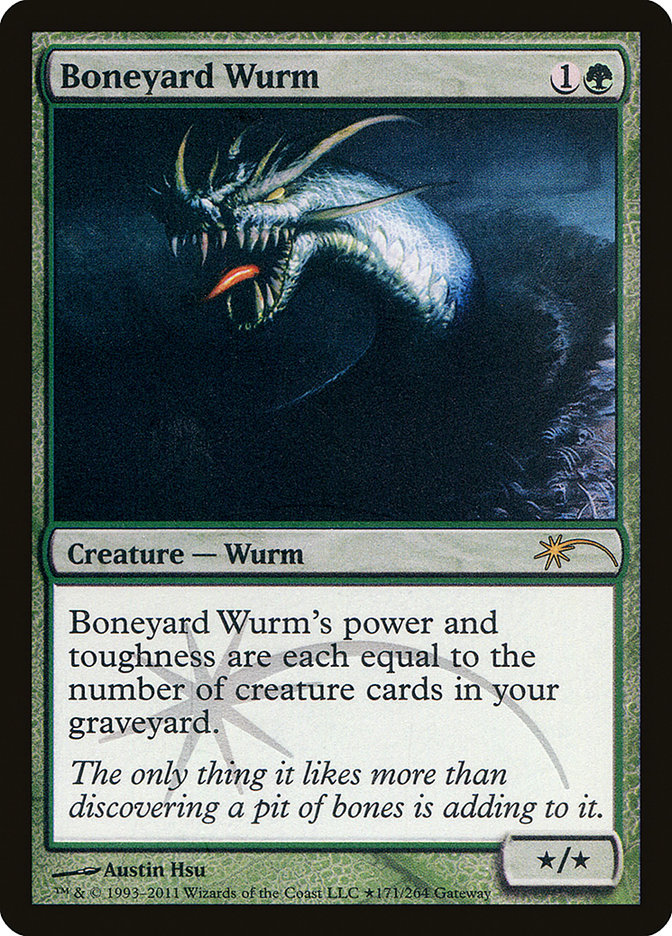 Boneyard Wurm 1
Creature — Wurm
Boneyard Wurm's power and
toughness are each equal to the
number of creature cards in your
graveyard.
The only thing it likes more than
discovering a pit of bones is adding to it.
★/★
Austin Hsu
™ & © 1993–2011 Wizards of the Coast LLC ★171/264 Gateway